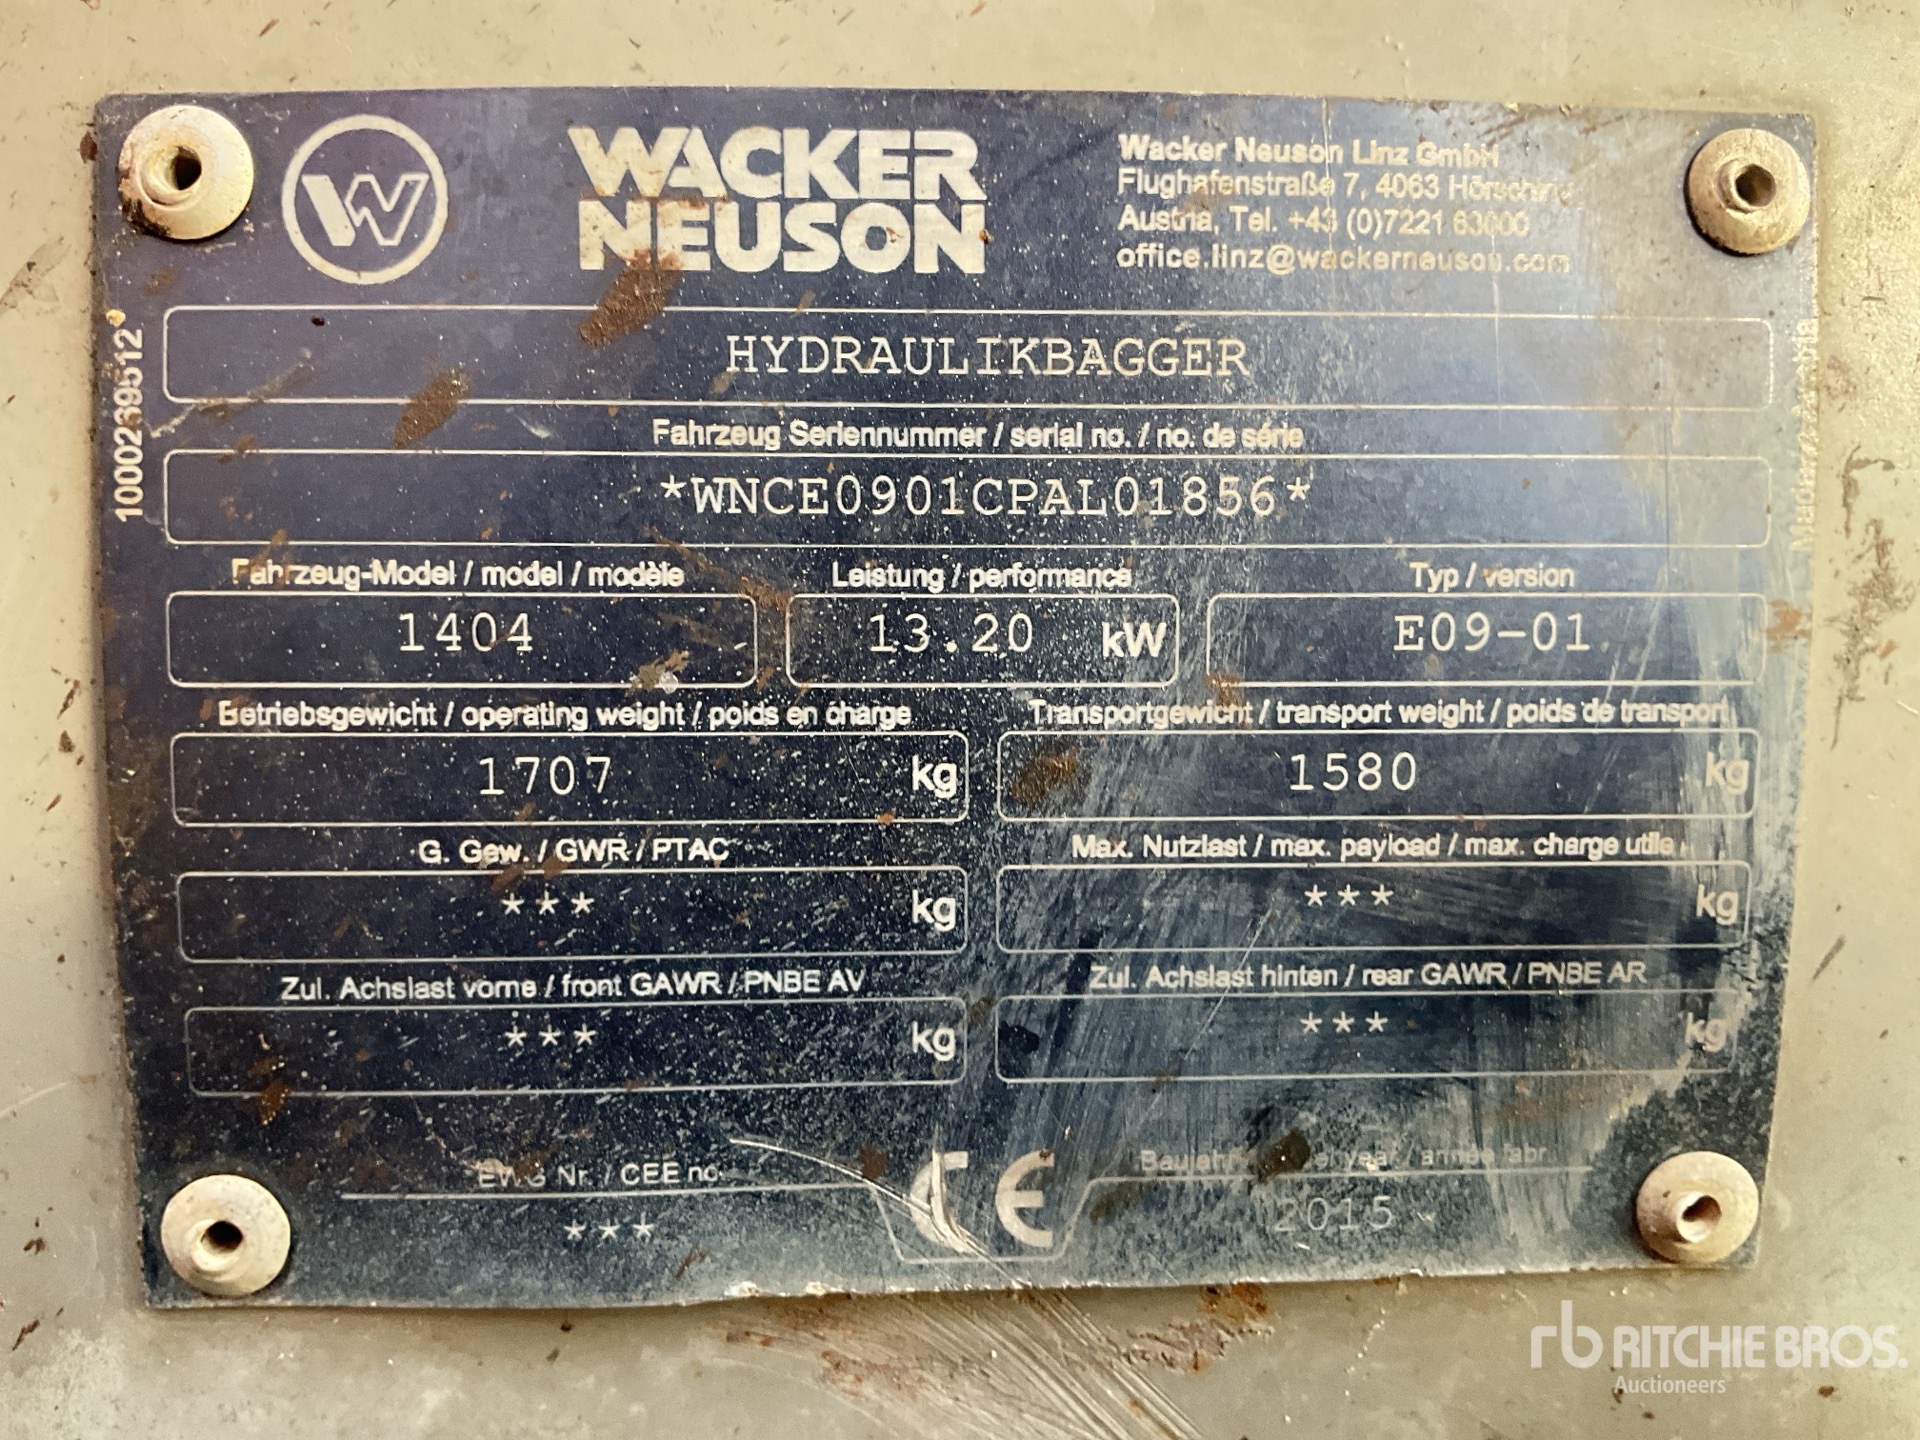 WACKER
NEUSON
Wacker Neuson Linz GmbH
Flughafenstraße 7, 4063 Hörsching
Austria, Tel. +43 (0)7221 63000
office.linz@wackerneuson.com
1000239512
HYDRAULIKBAGGER
Fahrzeug Seriennummer / serial no. / no. de série
*WNCE0901CPAL01856*
Fahrzeug-Model / model / modèle
Leistung / performance
Typ / version
1404
13.20 kW
E09-01
Betriebsgewicht / operating weight / poids en charge
Transportgewicht / transport weight / poids de transport
1707 kg
1580 kg
G. Gew. / GWR / PTAC
Max. Nutzlast / max. payload / max. charge utile
*** kg
*** kg
Zul. Achslast vorne / front GAWR / PNBE AV
Zul. Achslast hinten / rear GAWR / PNBE AR
*** kg
*** kg
EWG Nr. / CEE no.
CE
***
2015
rb RITCHIE BROS.
Auctioneers